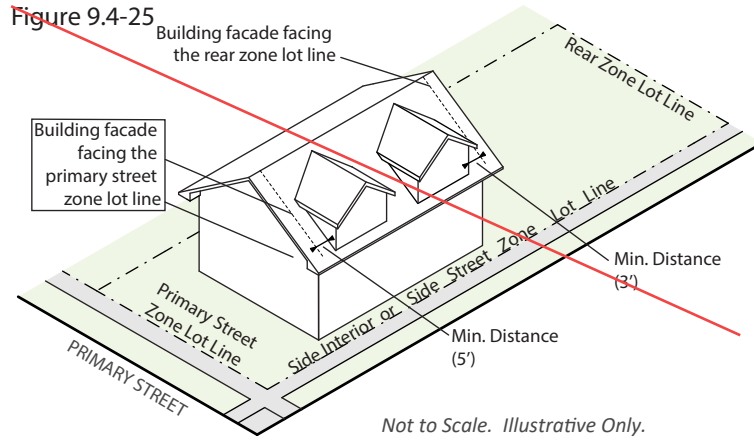 Figure 9.4-25
Building facade facing
the rear zone lot line
Rear Zone Lot Line
Building facade
facing the
primary street
zone lot line
Min. Distance
(3')
Primary Street
Zone Lot Line
Side Interior or Side Street Zone Lot Line
Min. Distance
(5')
PRIMARY STREET
Not to Scale. Illustrative Only.